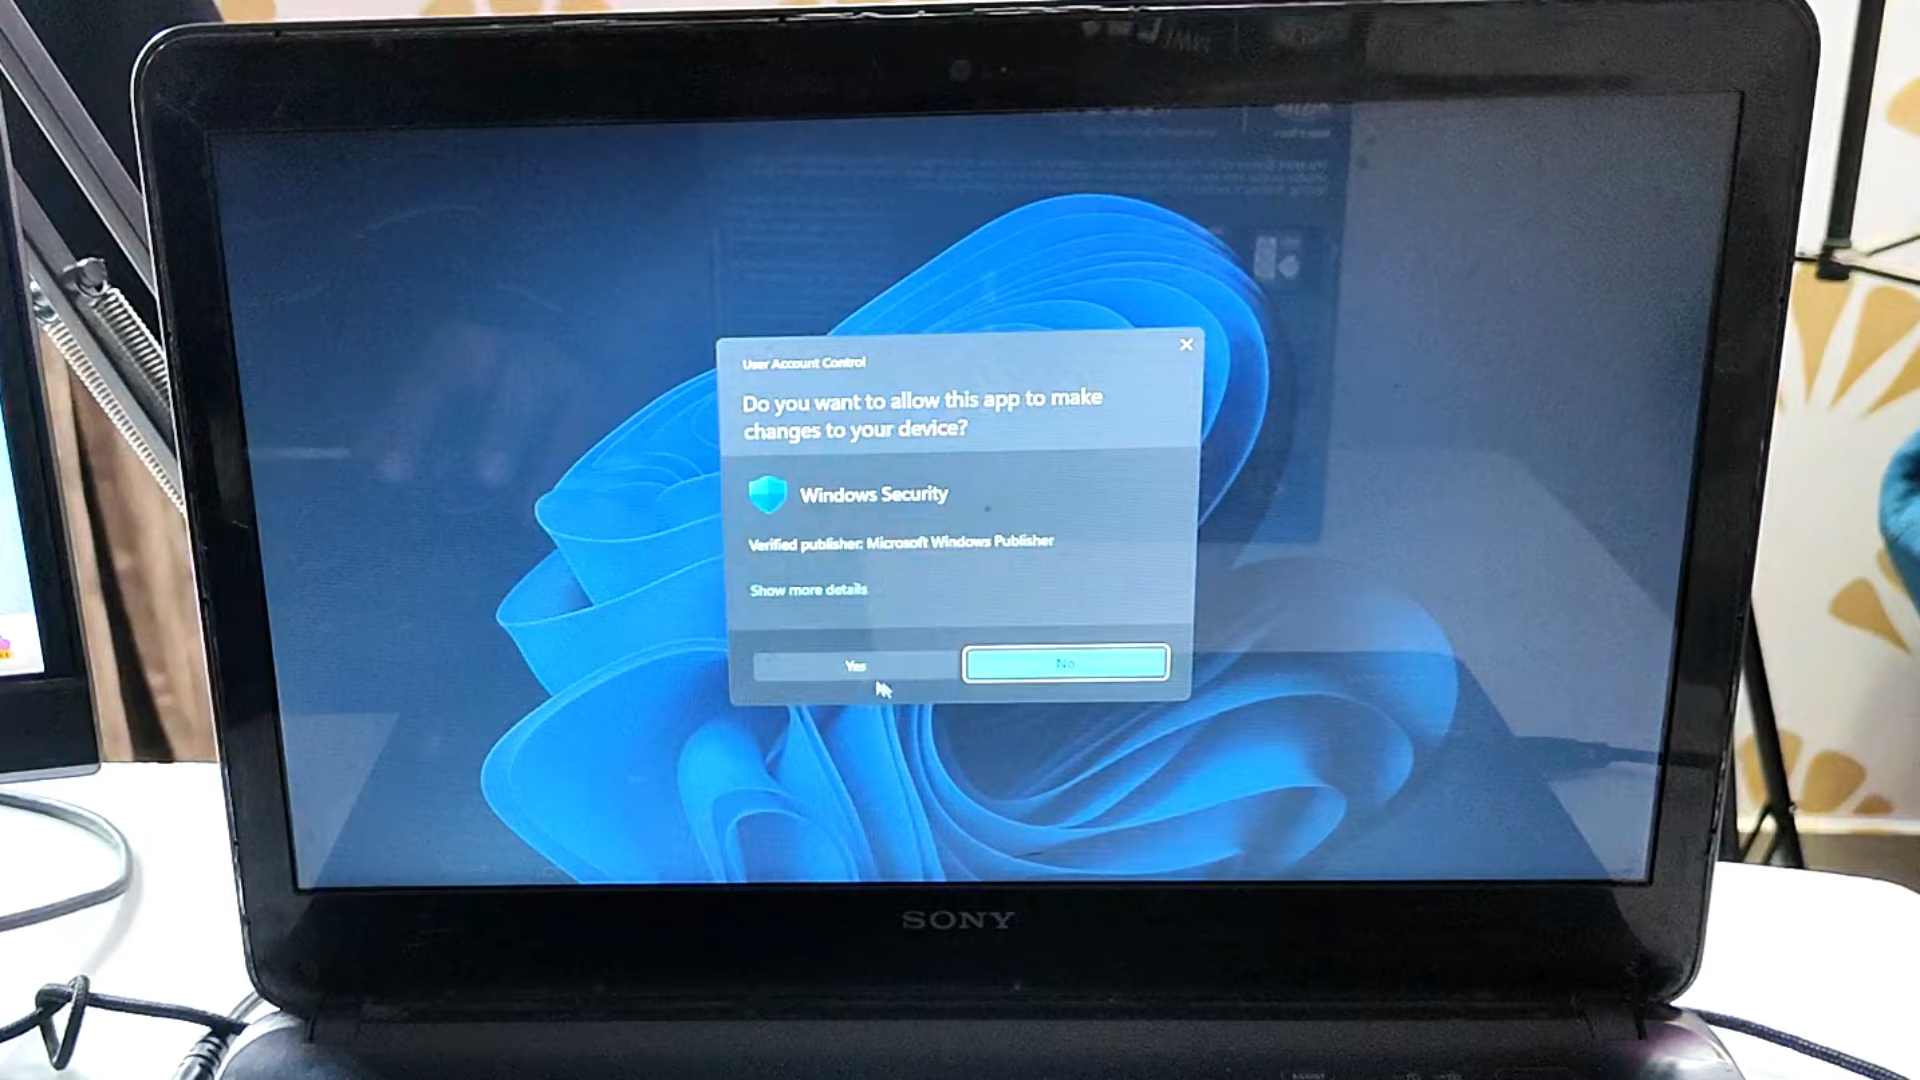 User Account Control
Do you want to allow this app to make
changes to your device?
Windows Security
Verified publisher: Microsoft Windows Publisher
Show more details
Yes
No
SONY